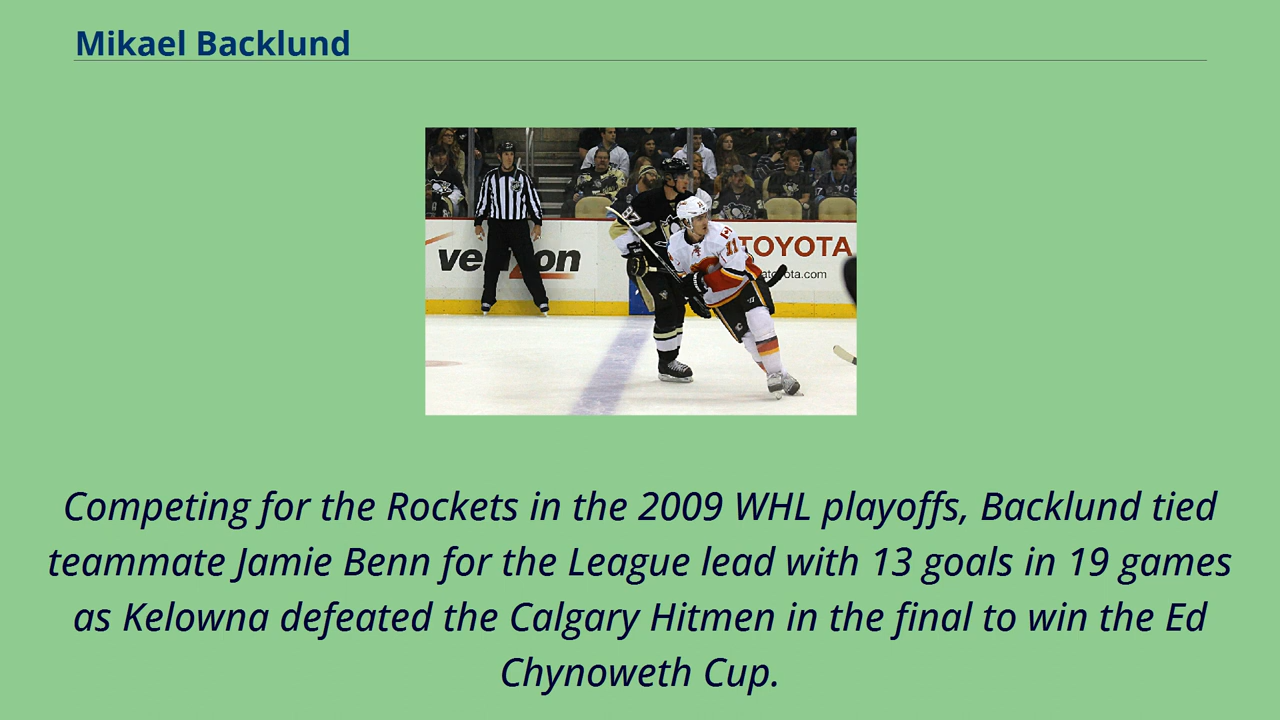 Mikael Backlund
87
11
verizon
TOYOTA
Competing for the Rockets in the 2009 WHL playoffs, Backlund tied
teammate Jamie Benn for the League lead with 13 goals in 19 games
as Kelowna defeated the Calgary Hitmen in the final to win the Ed
Chynoweth Cup.